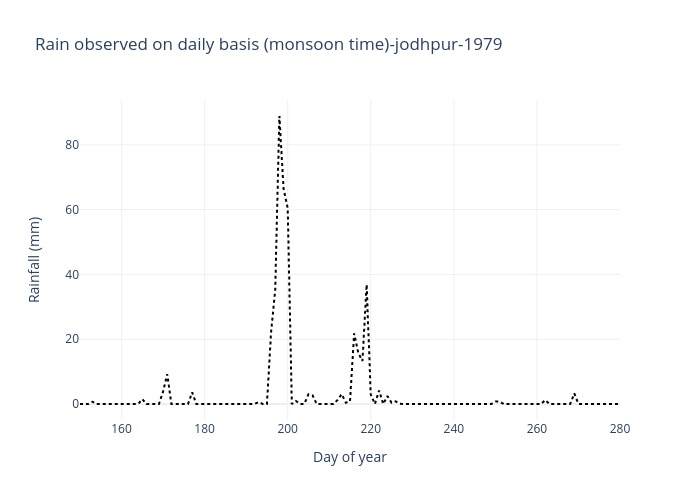 Rain observed on daily basis (monsoon time)-jodhpur-1979
80
60
40
20
0
Rainfall (mm)
160 180 200 220 240 260 280
Day of year